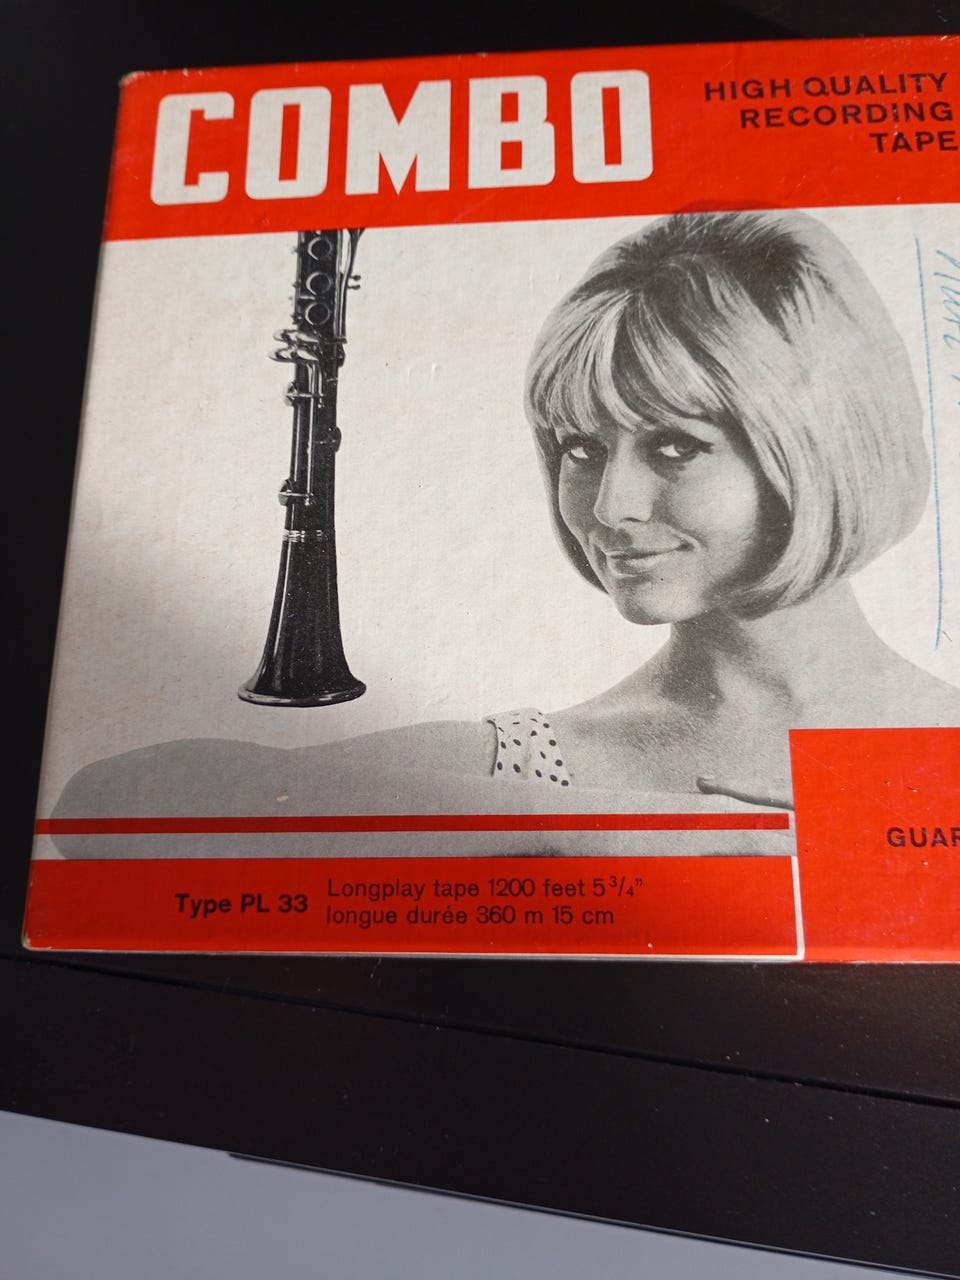 COMBO
HIGH QUALITY
RECORDING
TAPE
GUAR
Type PL 33
Longplay tape 1200 feet 5 3/4"
longue durée 360 m 15 cm